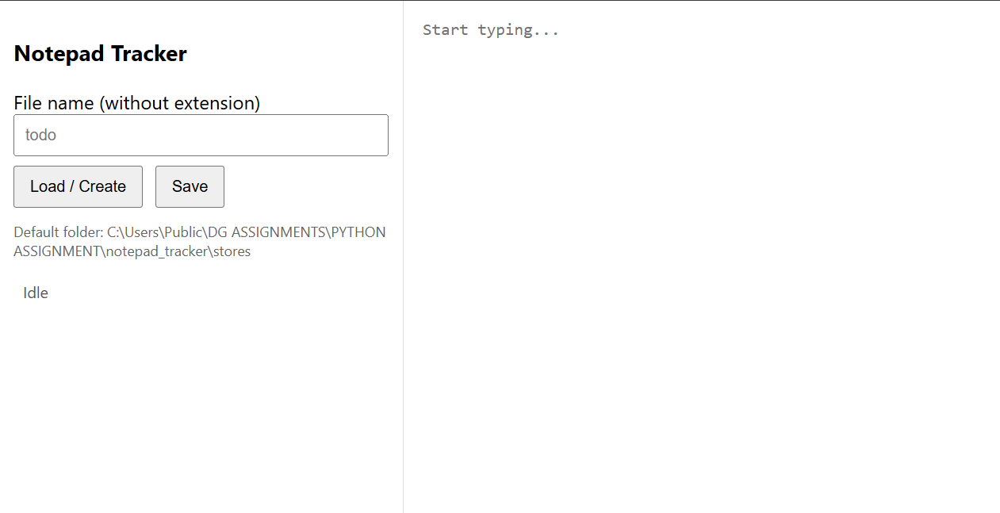 Notepad Tracker
File name (without extension)
todo
Load / Create
Save
Default folder: C:\Users\Public\DG ASSIGNMENTS\PYTHON
ASSIGNMENT\notepad_tracker\stores
Idle
Start typing...